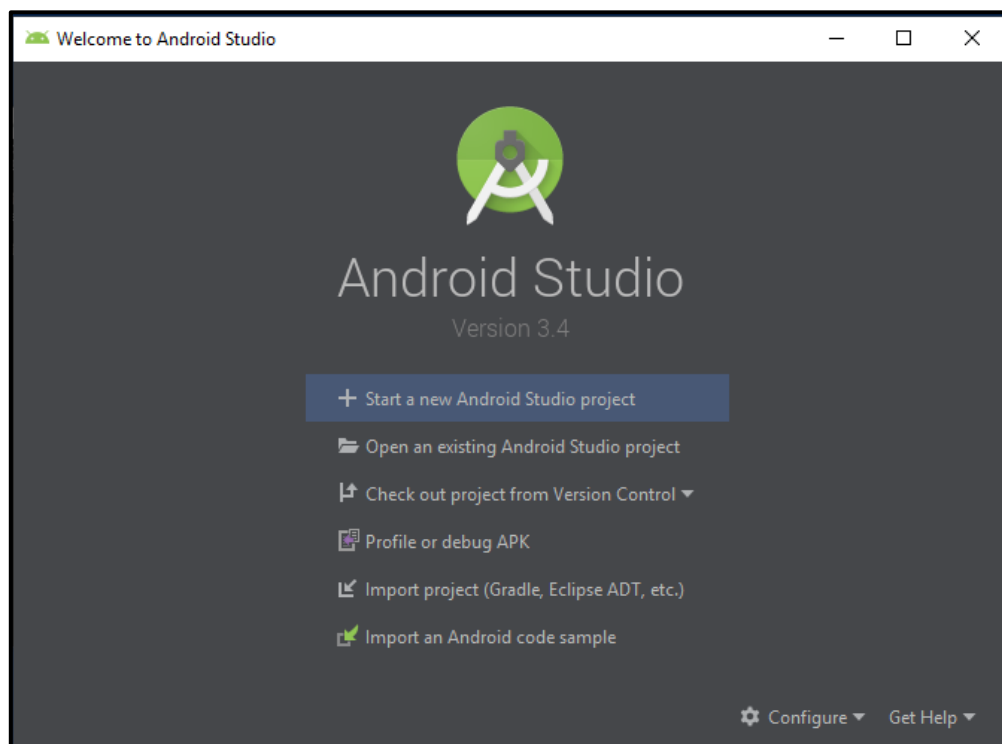 Welcome to Android Studio
Android Studio
Version 3.4
Start a new Android Studio project
Open an existing Android Studio project
Check out project from Version Control
Profile or debug APK
Import project (Gradle, Eclipse ADT, etc.)
Import an Android code sample
Configure Get Help